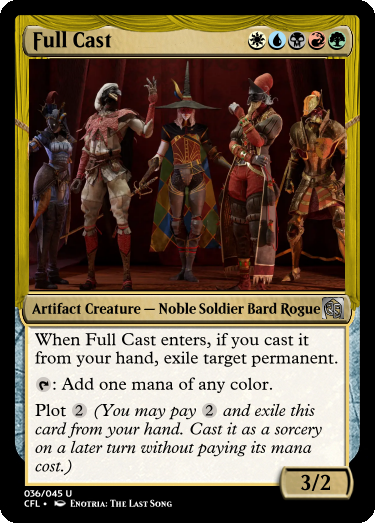 Full Cast
Artifact Creature — Noble Soldier Bard Rogue
When Full Cast enters, if you cast it
from your hand, exile target permanent.
: Add one mana of any color.
Plot 2 (You may pay 2 and exile this
card from your hand. Cast it as a sorcery
on a later turn without paying its mana
cost.)
3/2
036/045 U
CFL • Enotria: The Last Song